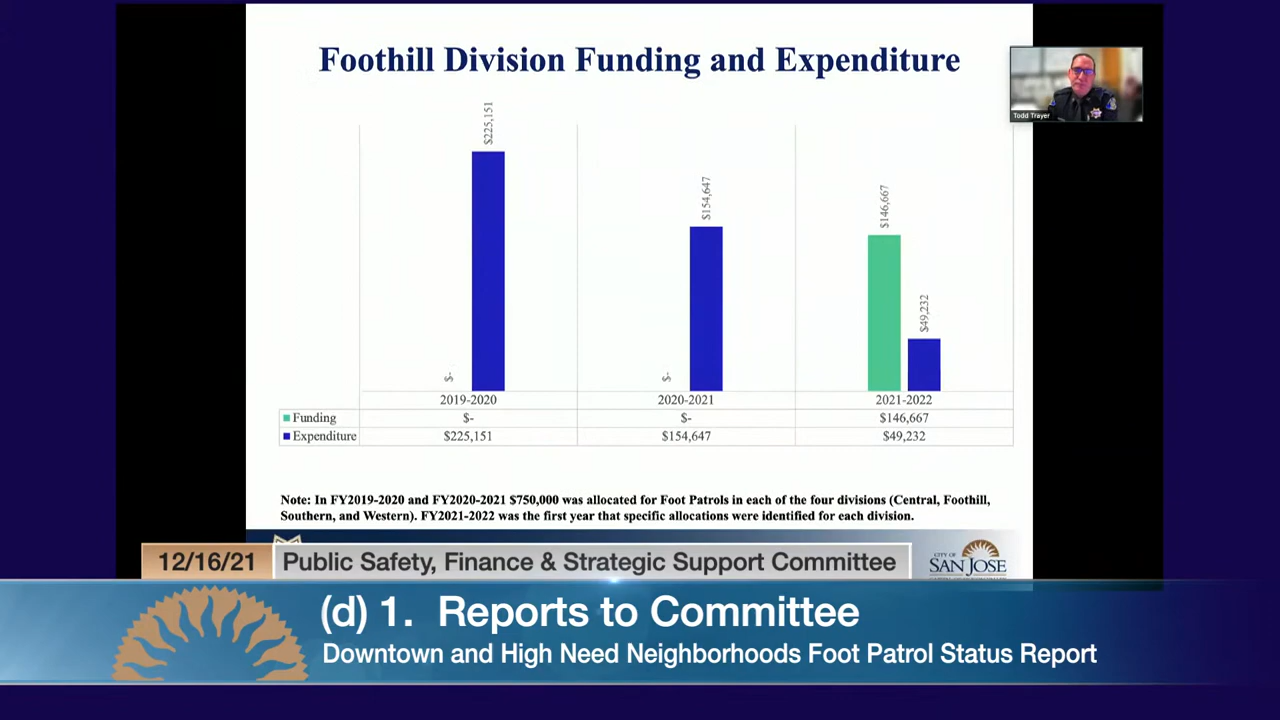 Foothill Division Funding and Expenditure
Todd Trayer
$225,151
$154,647
$146,667
$49,232
$-
$-
2019-2020
2020-2021
2021-2022
Funding
$-
$-
$146,667
Expenditure
$225,151
$154,647
$49,232
Note: In FY2019-2020 and FY2020-2021 $750,000 was allocated for Foot Patrols in each of the four divisions (Central, Foothill,
Southern, and Western). FY2021-2022 was the first year that specific allocations were identified for each division.
12/16/21
Public Safety, Finance & Strategic Support Committee
CITY OF
SAN JOSE
(d) 1. Reports to Committee
Downtown and High Need Neighborhoods Foot Patrol Status Report